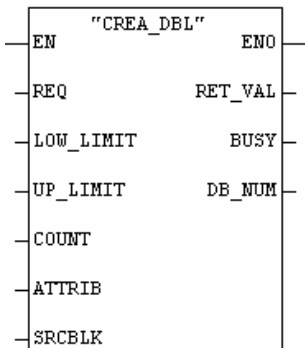 "CREA_DBL"
EN ENO
REQ RET_VAL
LOW_LIMIT BUSY
UP_LIMIT DB_NUM
COUNT
ATTRIB
SRCBLK